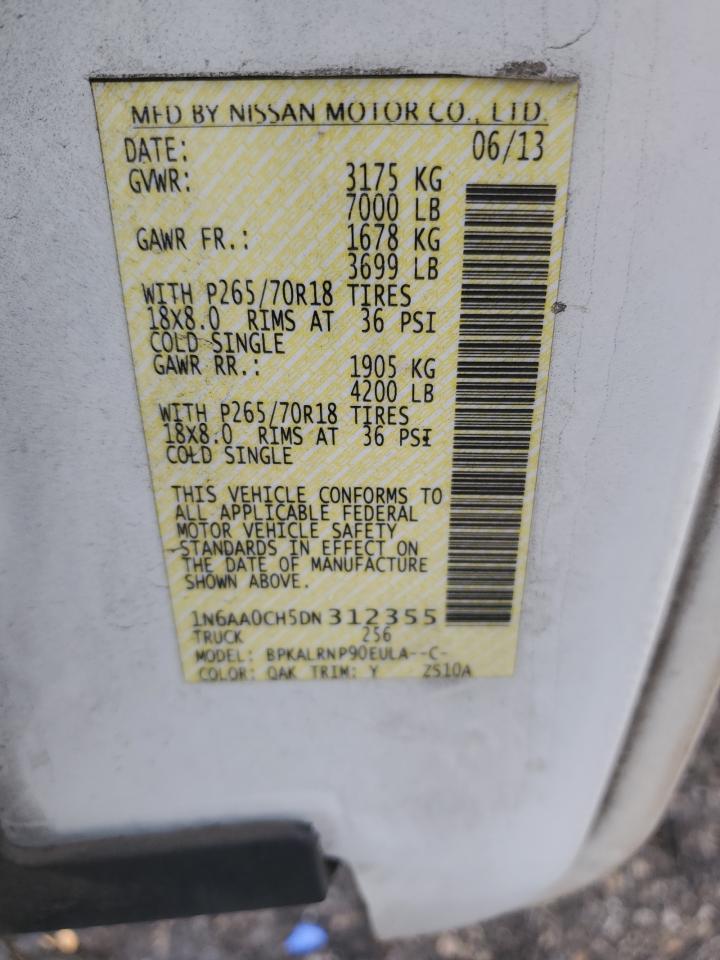 MFD BY NISSAN MOTOR CO., LTD.
DATE: 06/13
GVWR: 3175 KG
7000 LB
GAWR FR.: 1678 KG
3699 LB
WITH P265/70R18 TIRES
18X8.0 RIMS AT 36 PSI
COLD SINGLE
GAWR RR.: 1905 KG
4200 LB
WITH P265/70R18 TIRES
18X8.0 RIMS AT 36 PSI
COLD SINGLE
THIS VEHICLE CONFORMS TO
ALL APPLICABLE FEDERAL
MOTOR VEHICLE SAFETY
STANDARDS IN EFFECT ON
THE DATE OF MANUFACTURE
SHOWN ABOVE.
1N6AA0CH5DN312355
TRUCK 256
MODEL: BPKALRNP90EULA--C-
COLOR: QAK TRIM: Y ZS10A